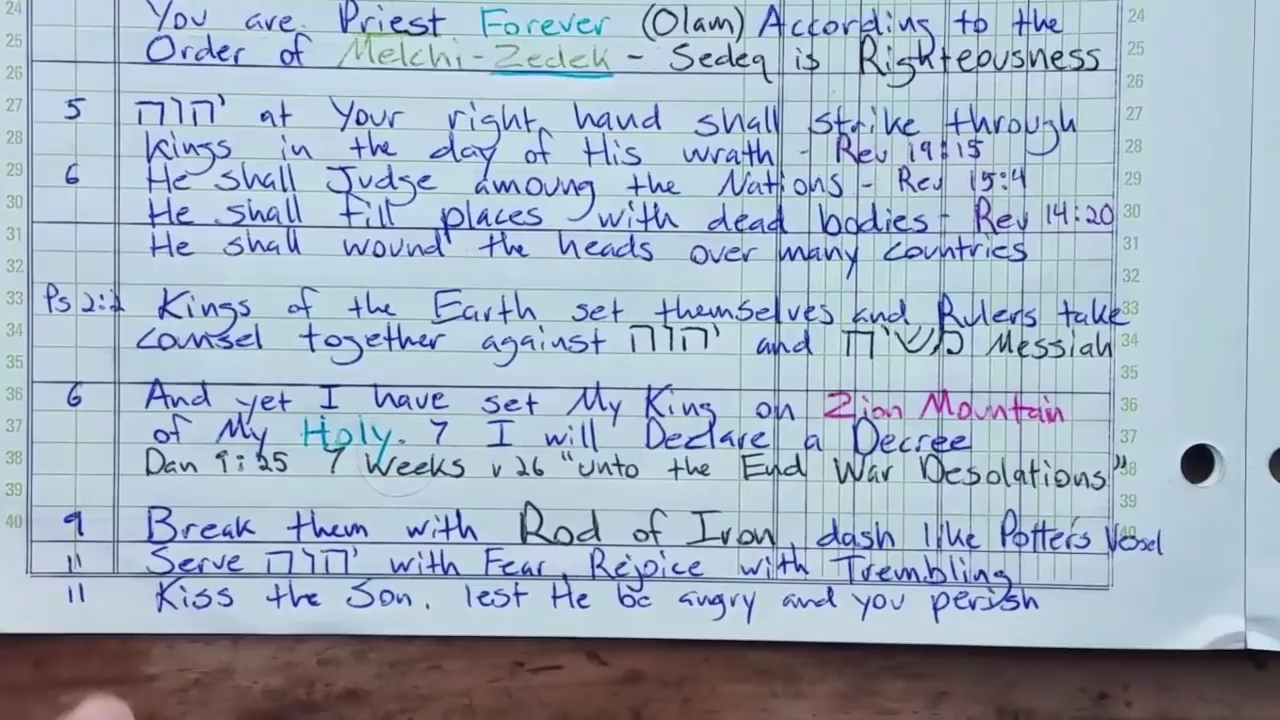 24 You are Priest Forever (Olam) According to the 24
25 Order of Melchi-Zedek - Sedeq is Righteousness 25
26 26
27 5 יהוה at Your right hand shall strike through 27
28 Kings in the day of His wrath - Rev 19:15 28
29 6 He shall Judge amoung the Nations - Rev 15:4 29
30 He shall fill places with dead bodies - Rev 14:20 30
31 He shall wound the heads over many countries 31
32 32
33 Ps 2:2 Kings of the Earth set themselves and Rulers take 33
34 counsel together against יהוה and משיח Messiah 34
35 35
36 6 And yet I have set My King on Zion Mountain 36
37 of My Holy. 7 I will Declare a Decree 37
38 Dan 9:25 7 Weeks v 26 "unto the End War Desolations" 38
39 39
40 9 Break them with Rod of Iron, dash like Potters Vessel 40
11 Serve יהוה with Fear, Rejoice with Trembling
11 Kiss the Son, lest He be angry and you perish